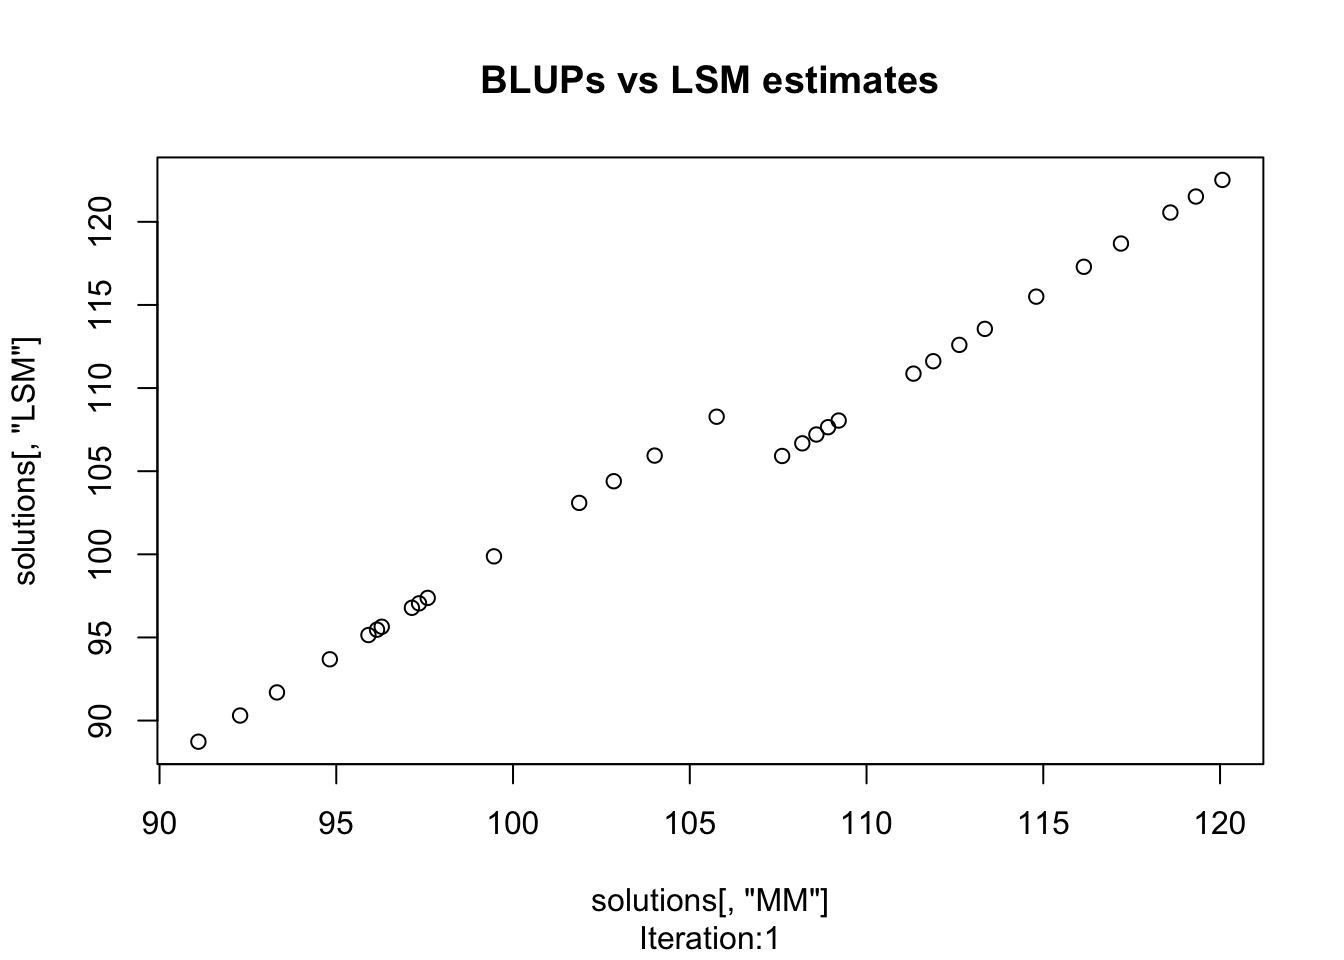 BLUPs vs LSM estimates
solutions[, "LSM"]
120
115
110
105
100
95
90
90 95 100 105 110 115 120
solutions[, "MM"]
Iteration:1